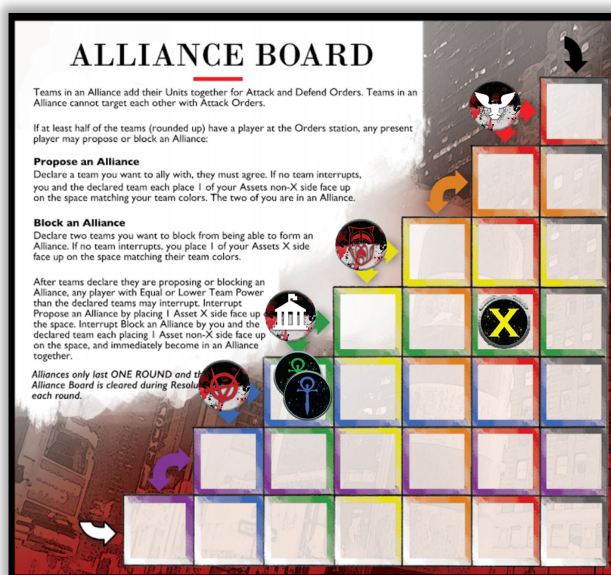 ALLIANCE BOARD
Teams in an Alliance add their Units together for Attack and Defend Orders. Teams in an
Alliance cannot target each other with Attack Orders.
If at least half of the teams (rounded up) have a player at the Orders station, any present
player may propose or block an Alliance:
Propose an Alliance
Declare a team you want to ally with, they must agree. If no team interrupts,
you and the declared team each place 1 of your Assets non-X side face up
on the space matching your team colors. The two of you are in an Alliance.
Block an Alliance
Declare two teams you want to block from being able to form an
Alliance. If no team interrupts, you place 1 of your Assets X side
face up on the space matching their team colors.
After teams declare they are proposing or blocking an
Alliance, any player with Equal or Lower Team Power
than the declared teams may interrupt. Interrupt
Propose an Alliance by placing 1 Asset X side face up
the space. Interrupt Block an Alliance by you and the
declared team each placing 1 Asset non-X side face up
on the space, and immediately become in an Alliance
together.
Alliances only last ONE ROUND and
Alliance Board is cleared during
each round.
X